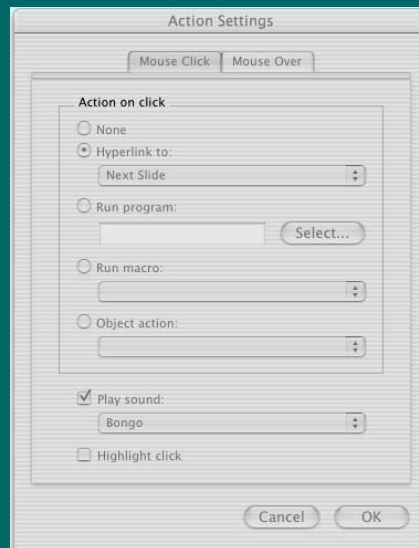 Action Settings
Mouse Click Mouse Over
Action on click
None
Hyperlink to:
Next Slide
Run program:
Select...
Run macro:
Object action:
Play sound:
Bongo
Highlight click
Cancel OK